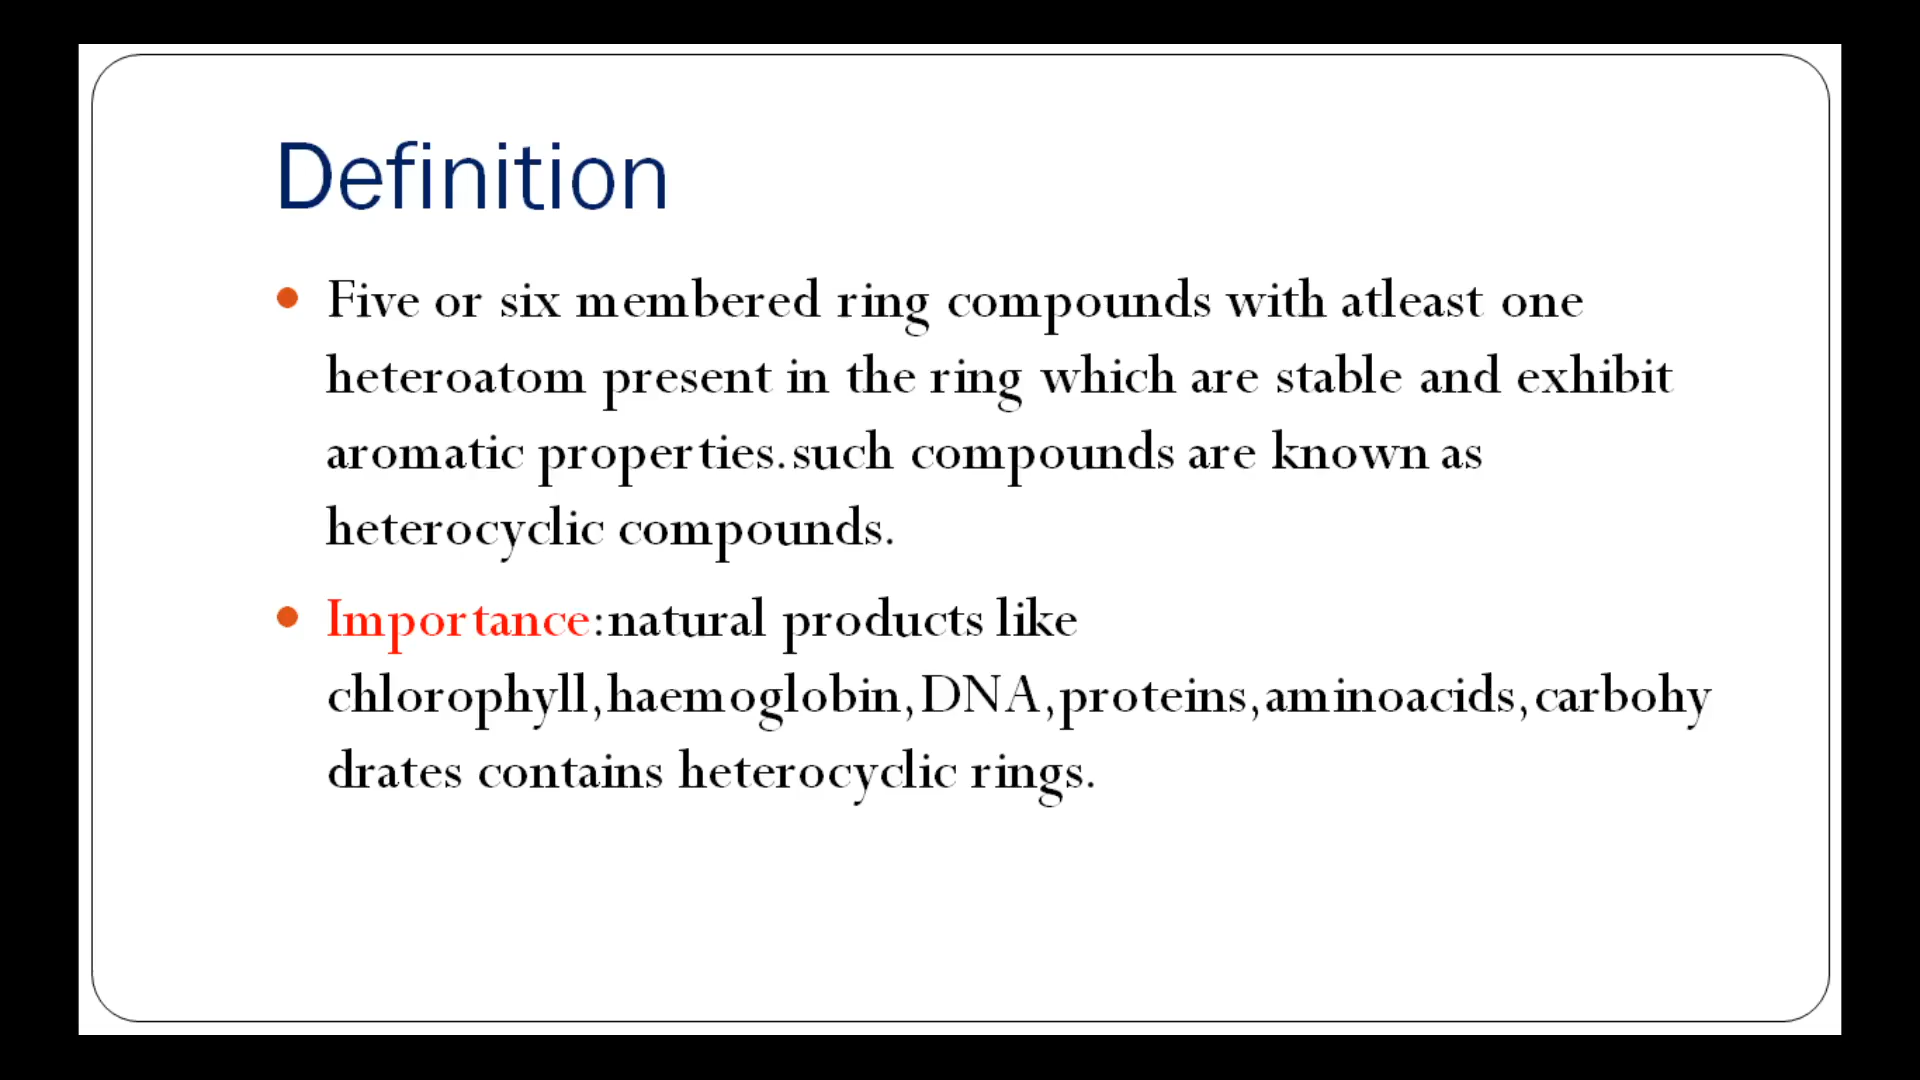 Definition
Five or six membered ring compounds with atleast one
heteroatom present in the ring which are stable and exhibit
aromatic properties.such compounds are known as
heterocyclic compounds.
Importance:natural products like
chlorophyll,haemoglobin,DNA,proteins,aminoacids,carbohy
drates contains heterocyclic rings.